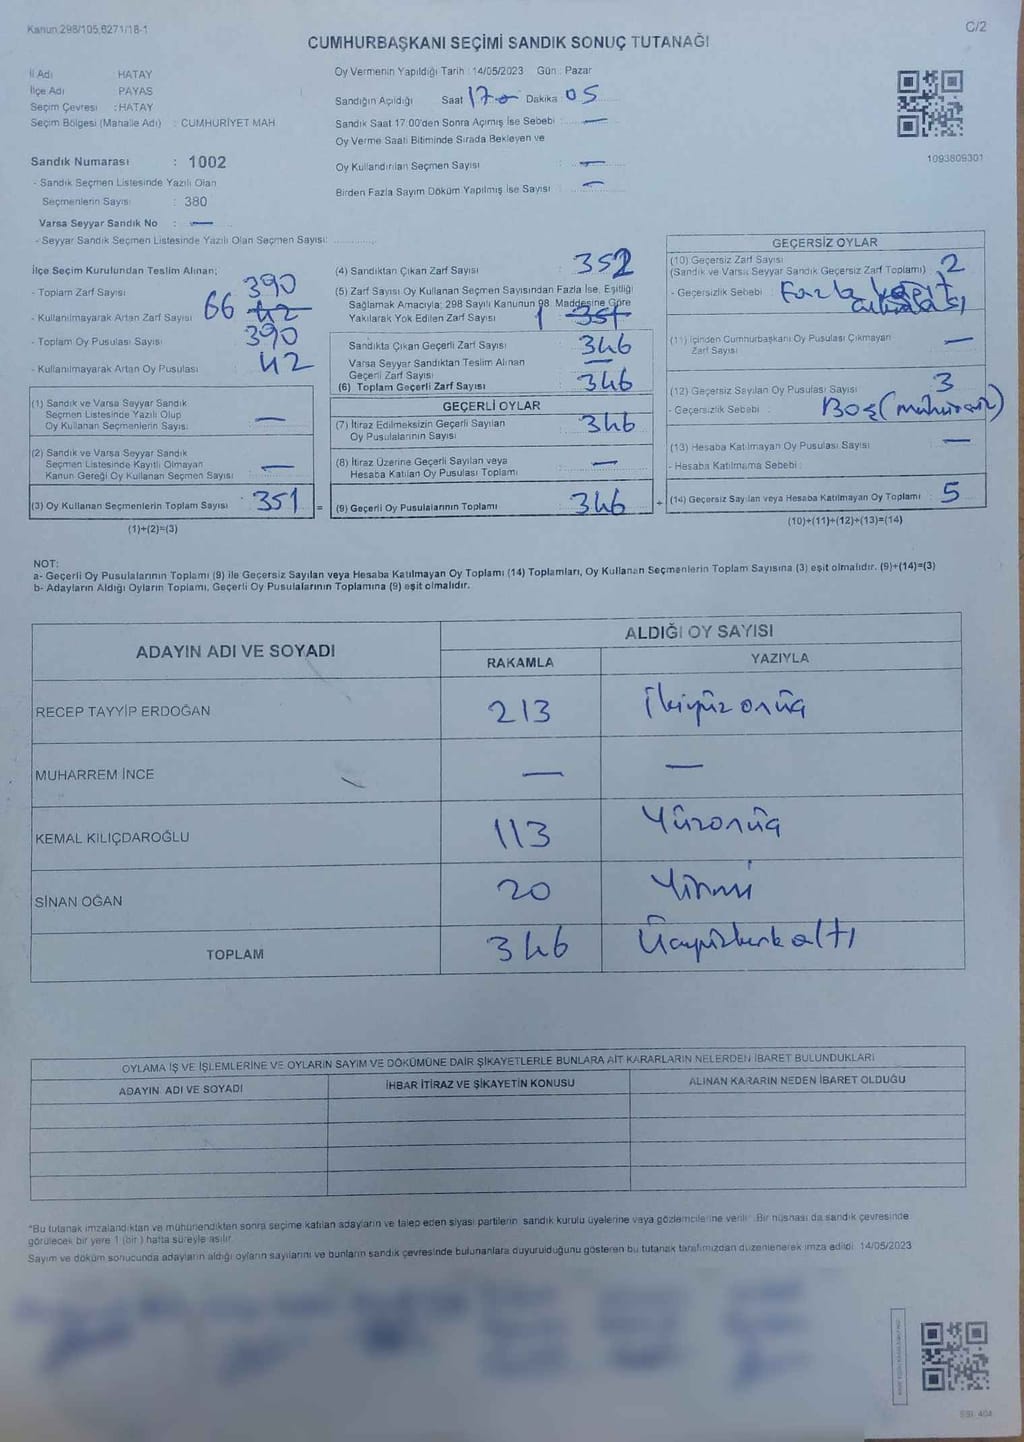 Kanun:298/105,6271/18-1
C/2
CUMHURBAŞKANI SEÇİMİ SANDIK SONUÇ TUTANAĞI
İl Adı HATAY
İlçe Adı PAYAS
Seçim Çevresi : HATAY
Seçim Bölgesi (Mahalle Adı) : CUMHURİYET MAH
Oy Vermenin Yapıldığı Tarih : 14/05/2023 Gün : Pazar
Sandığın Açıldığı Saat 17 Dakika 05
Sandık Saat 17.00'den Sonra Açılmış İse Sebebi : —
Oy Verme Saati Bitiminde Sırada Bekleyen ve
Oy Kullandırılan Seçmen Sayısı : —
Birden Fazla Sayım Döküm Yapılmış İse Sayısı : —
1093809301
Sandık Numarası : 1002
- Sandık Seçmen Listesinde Yazılı Olan
Seçmenlerin Sayısı : 380
Varsa Seyyar Sandık No : —
- Seyyar Sandık Seçmen Listesinde Yazılı Olan Seçmen Sayısı:
İlçe Seçim Kurulundan Teslim Alınan;
- Toplam Zarf Sayısı 390
- Kullanılmayarak Artan Zarf Sayısı 66 42
- Toplam Oy Pusulası Sayısı 390
- Kullanılmayarak Artan Oy Pusulası 42
(1) Sandık ve Varsa Seyyar Sandık
Seçmen Listesinde Yazılı Olup
Oy Kullanan Seçmenlerin Sayısı: —
(2) Sandık ve Varsa Seyyar Sandık
Seçmen Listesinde Kayıtlı Olmayan
Kanun Gereği Oy Kullanan Seçmen Sayısı —
(3) Oy Kullanan Seçmenlerin Toplam Sayısı : 351 =
(1)+(2)=(3)
(4) Sandıktan Çıkan Zarf Sayısı : 352
(5) Zarf Sayısı Oy Kullanan Seçmen Sayısından Fazla İse, Eşitliği
Sağlamak Amacıyla; 298 Sayılı Kanunun 98. Maddesine Göre
Yakılarak Yok Edilen Zarf Sayısı 1 351
Sandıkta Çıkan Geçerli Zarf Sayısı : 346
Varsa Seyyar Sandıktan Teslim Alınan
Geçerli Zarf Sayısı : —
(6) Toplam Geçerli Zarf Sayısı : 346
GEÇERLİ OYLAR
(7) İtiraz Edilmeksizin Geçerli Sayılan
Oy Pusulalarının Sayısı : 346
(8) İtiraz Üzerine Geçerli Sayılan veya
Hesaba Katılan Oy Pusulası Toplamı : —
(9) Geçerli Oy Pusulalarının Toplamı : 346 +
GEÇERSİZ OYLAR
(10) Geçersiz Zarf Sayısı
(Sandık ve Varsa Seyyar Sandık Geçersiz Zarf Toplamı) : 2
- Geçersizlik Sebebi : Fazla
(11) İçinden Cumhurbaşkanı Oy Pusulası Çıkmayan
Zarf Sayısı —
(12) Geçersiz Sayılan Oy Pusulası Sayısı : 3
- Geçersizlik Sebebi : Boş (mühürsüz)
(13) Hesaba Katılmayan Oy Pusulası Sayısı : —
- Hesaba Katılmama Sebebi :
(14) Geçersiz Sayılan veya Hesaba Katılmayan Oy Toplamı : 5
(10)+(11)+(12)+(13)=(14)
NOT:
a- Geçerli Oy Pusulalarının Toplamı (9) ile Geçersiz Sayılan veya Hesaba Katılmayan Oy Toplamı (14) Toplamları, Oy Kullanan Seçmenlerin Toplam Sayısına (3) eşit olmalıdır. (9)+(14)=(3)
b- Adayların Aldığı Oyların Toplamı, Geçerli Oy Pusulalarının Toplamına (9) eşit olmalıdır.
ADAYIN ADI VE SOYADI
ALDIĞI OY SAYISI
RAKAMLA YAZIYLA
RECEP TAYYİP ERDOĞAN 213 İkiyüz onüç
MUHARREM İNCE — —
KEMAL KILIÇDAROĞLU 113 Yüzonüç
SİNAN OĞAN 20 Yirmi
TOPLAM 346 Üçyüzkırk altı
OYLAMA İŞ VE İŞLEMLERİNE VE OYLARIN SAYIM VE DÖKÜMÜNE DAİR ŞİKAYETLERLE BUNLARA AİT KARARLARIN NELERDEN İBARET BULUNDUKLARI
ADAYIN ADI VE SOYADI İHBAR İTİRAZ VE ŞİKAYETİN KONUSU ALINAN KARARIN NEDEN İBARET OLDUĞU
*Bu tutanak imzalandıktan ve mühürlendikten sonra seçime katılan adayların ve talep eden siyasi partilerin sandık kurulu üyelerine veya gözlemcilerine verilir. Bir nüshası da sandık çevresinde
görülecek bir yere 1 (bir) hafta süreyle asılır.
Sayım ve döküm sonucunda adayların aldığı oyların sayılarını ve bunların sandık çevresinde bulunanlara duyurulduğunu gösteren bu tutanak tarafımızdan düzenlenerek imza edildi. 14/05/2023